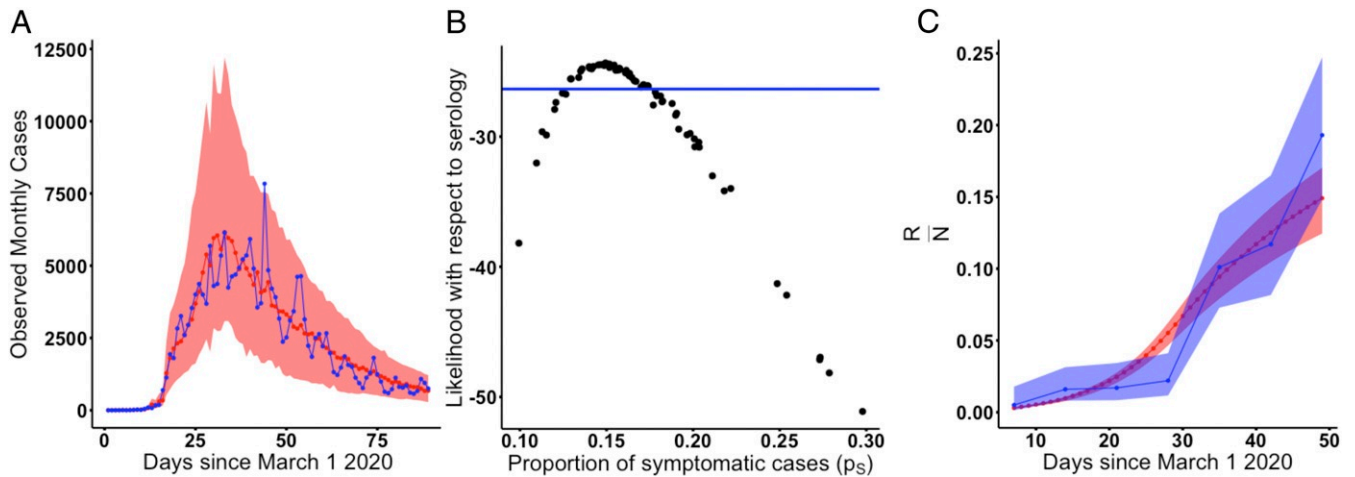 A
Observed Monthly Cases
12500
10000
7500
5000
2500
0
0
25
50
75
Days since March 1 2020
B
Likelihood with respect to serology
-30
-40
-50
0.10
0.15
0.20
0.25
0.30
Proportion of symptomatic cases (pS)
C
R
N
0.25
0.20
0.15
0.10
0.05
0.00
10
20
30
40
50
Days since March 1 2020